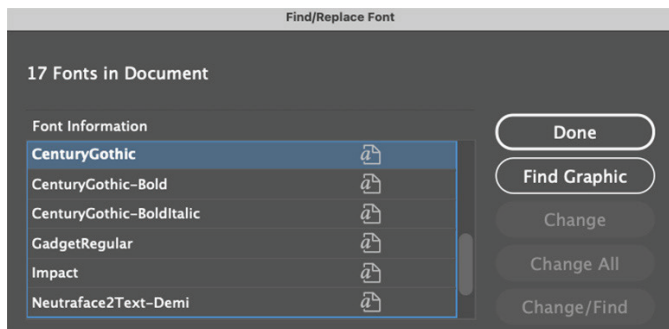 Find/Replace Font
17 Fonts in Document
Font Information
CenturyGothic
CenturyGothic-Bold
CenturyGothic-BoldItalic
GadgetRegular
Impact
Neutraface2Text-Demi
Done
Find Graphic
Change
Change All
Change/Find